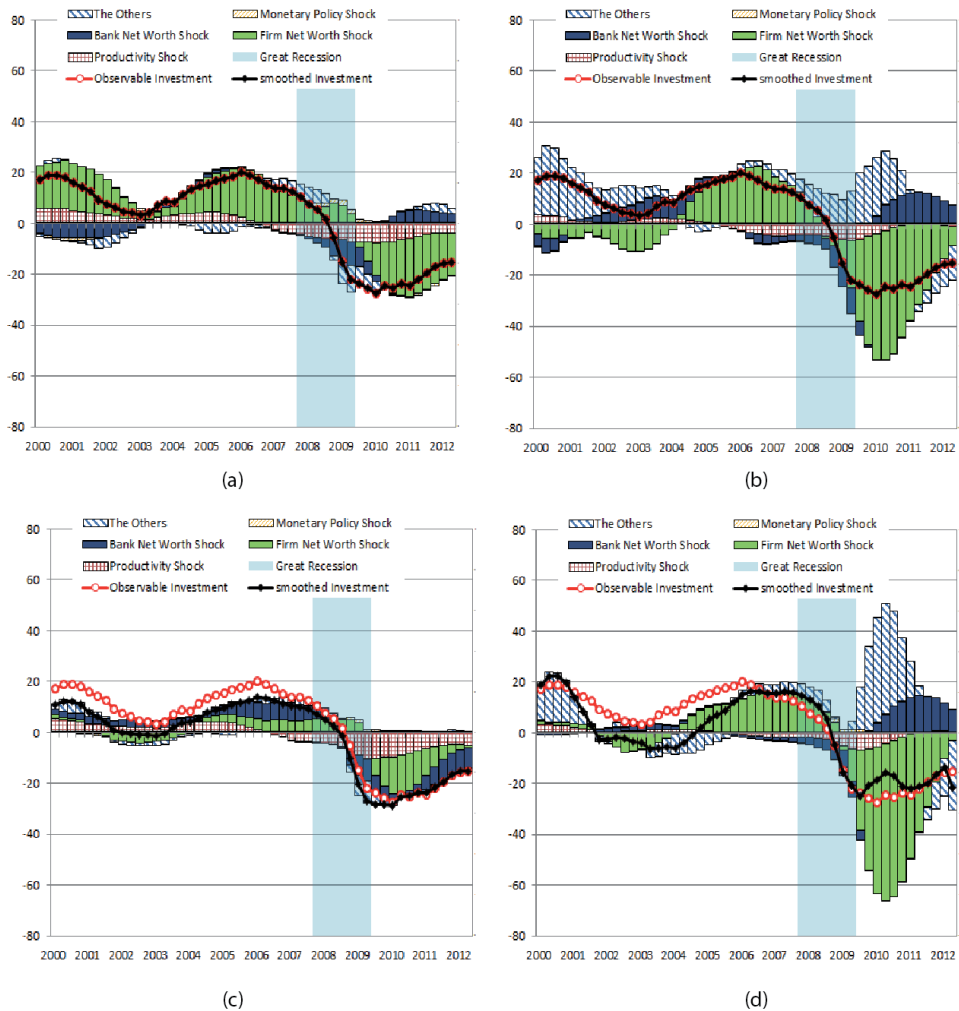 The Others Monetary Policy Shock
Bank Net Worth Shock Firm Net Worth Shock
Productivity Shock Great Recession
Observable Investment smoothed Investment
80
60
40
20
0
-20
-40
-60
-80
2000 2001 2002 2003 2004 2005 2006 2007 2008 2009 2010 2011 2012
(a)
The Others Monetary Policy Shock
Bank Net Worth Shock Firm Net Worth Shock
Productivity Shock Great Recession
Observable Investment smoothed Investment
80
60
40
20
0
-20
-40
-60
-80
2000 2001 2002 2003 2004 2005 2006 2007 2008 2009 2010 2011 2012
(b)
The Others Monetary Policy Shock
Bank Net Worth Shock Firm Net Worth Shock
Productivity Shock Great Recession
Observable Investment smoothed Investment
80
60
40
20
0
-20
-40
-60
-80
2000 2001 2002 2003 2004 2005 2006 2007 2008 2009 2010 2011 2012
(c)
The Others Monetary Policy Shock
Bank Net Worth Shock Firm Net Worth Shock
Productivity Shock Great Recession
Observable Investment smoothed Investment
80
60
40
20
0
-20
-40
-60
-80
2000 2001 2002 2003 2004 2005 2006 2007 2008 2009 2010 2011 2012
(d)